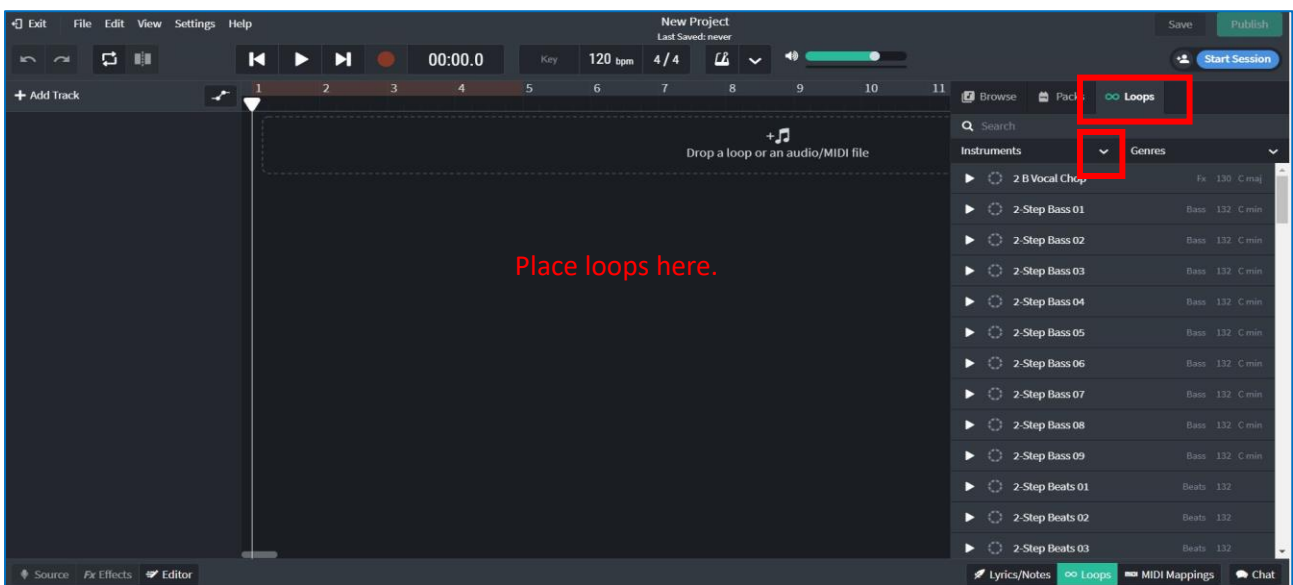 Exit File Edit View Settings Help
New Project
Last Saved: never
Save Publish
00:00.0 Key 120 bpm 4 / 4
Start Session
+ Add Track
1 2 3 4 5 6 7 8 9 10 11
Browse Packs Loops
Search
Instruments Genres
Drop a loop or an audio/MIDI file
2 B Vocal Chop Fx 130 C maj
2-Step Bass 01 Bass 132 C min
2-Step Bass 02 Bass 132 C min
Place loops here.
2-Step Bass 03 Bass 132 C min
2-Step Bass 04 Bass 132 C min
2-Step Bass 05 Bass 132 C min
2-Step Bass 06 Bass 132 C min
2-Step Bass 07 Bass 132 C min
2-Step Bass 08 Bass 132 C min
2-Step Bass 09 Bass 132 C min
2-Step Beats 01 Beats 132
2-Step Beats 02 Beats 132
2-Step Beats 03 Beats 132
Source Fx Effects Editor
Lyrics/Notes Loops MIDI Mappings Chat